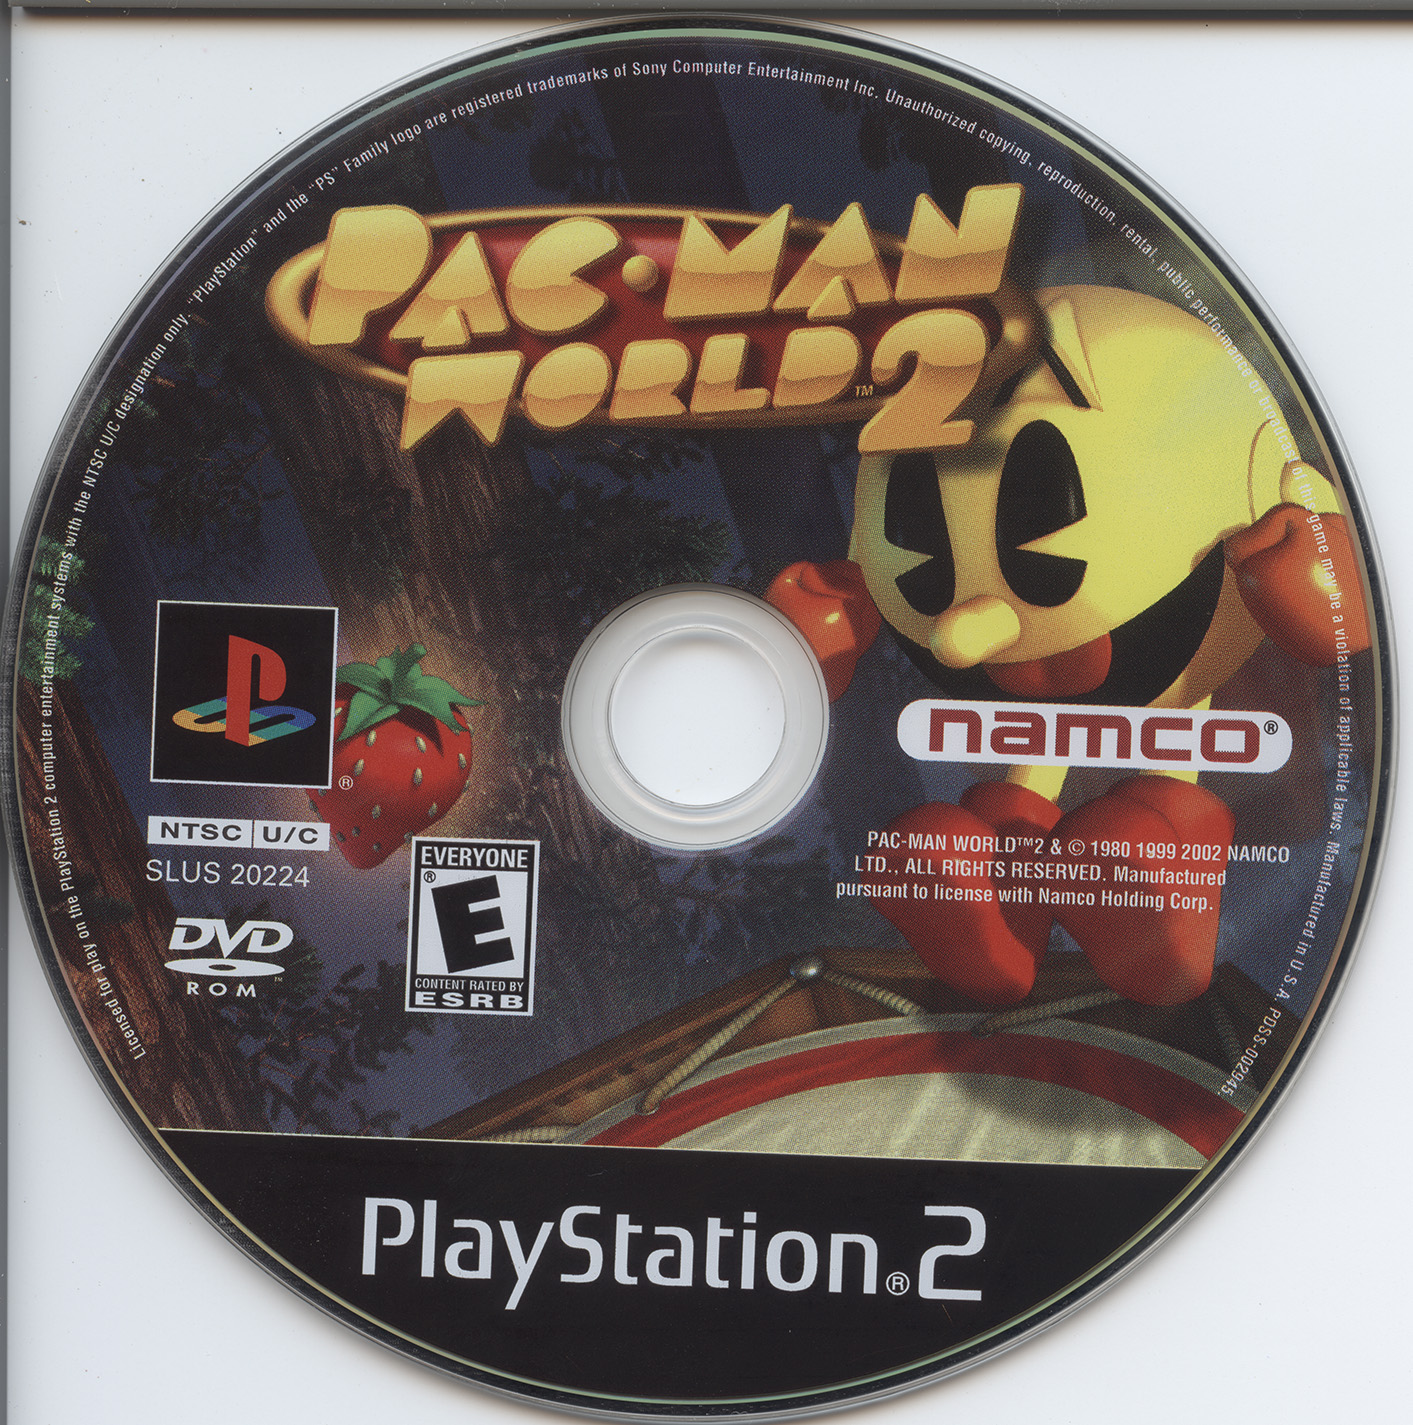 Licensed for play on the PlayStation 2 computer entertainment systems with the NTSC U/C designation only. "PlayStation" and the "PS" Family logo are registered trademarks of Sony Computer Entertainment Inc. Unauthorized copying, reproduction, rental, public performance or broadcast of this game may be a violation of applicable laws. Manufactured in U.S.A. PDSS-002945.
PAC-MAN
WORLD™ 2
namco®
®
NTSC U/C
SLUS 20224
DVD
ROM™
EVERYONE
E®
CONTENT RATED BY
ESRB
PAC-MAN WORLD™2 & © 1980 1999 2002 NAMCO
LTD., ALL RIGHTS RESERVED. Manufactured
pursuant to license with Namco Holding Corp.
PlayStation®2